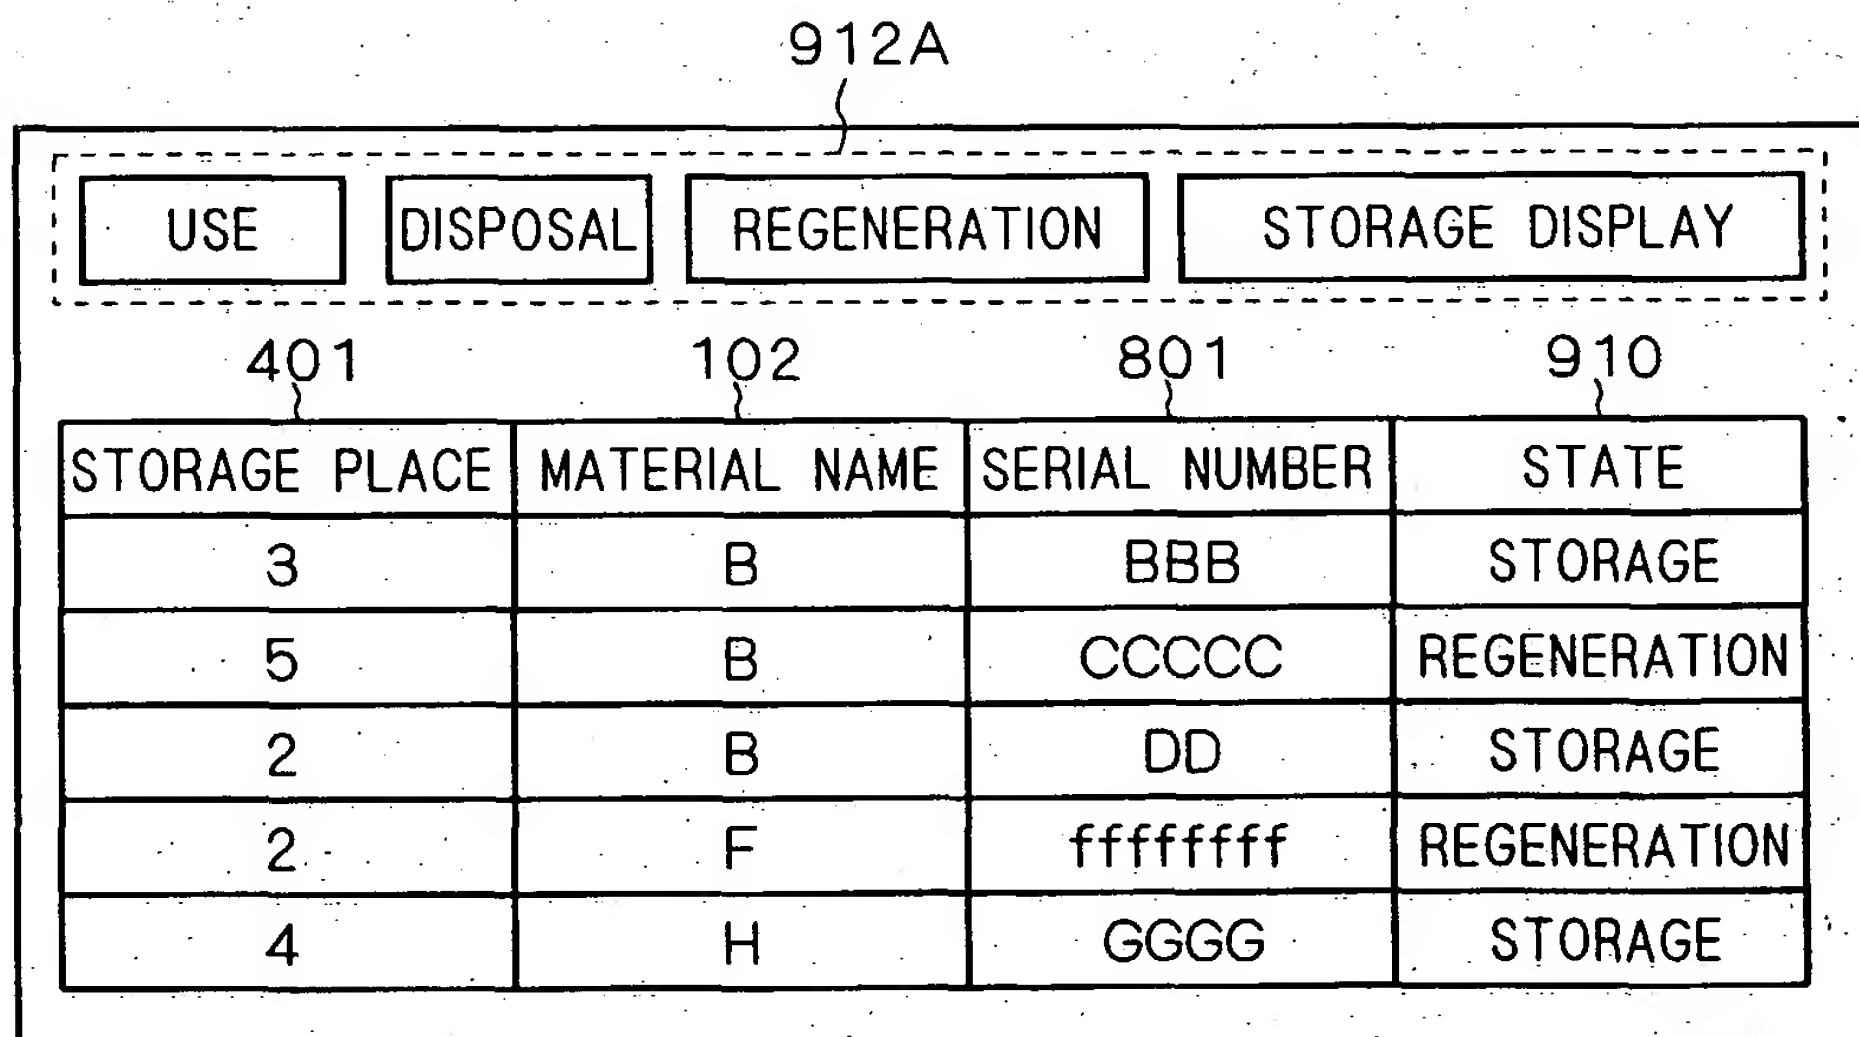 912A
USE DISPOSAL REGENERATION STORAGE DISPLAY
401 102 801 910
STORAGE PLACE MATERIAL NAME SERIAL NUMBER STATE
3 B BBB STORAGE
5 B CCCCC REGENERATION
2 B DD STORAGE
2 F ffffffff REGENERATION
4 H GGGG STORAGE